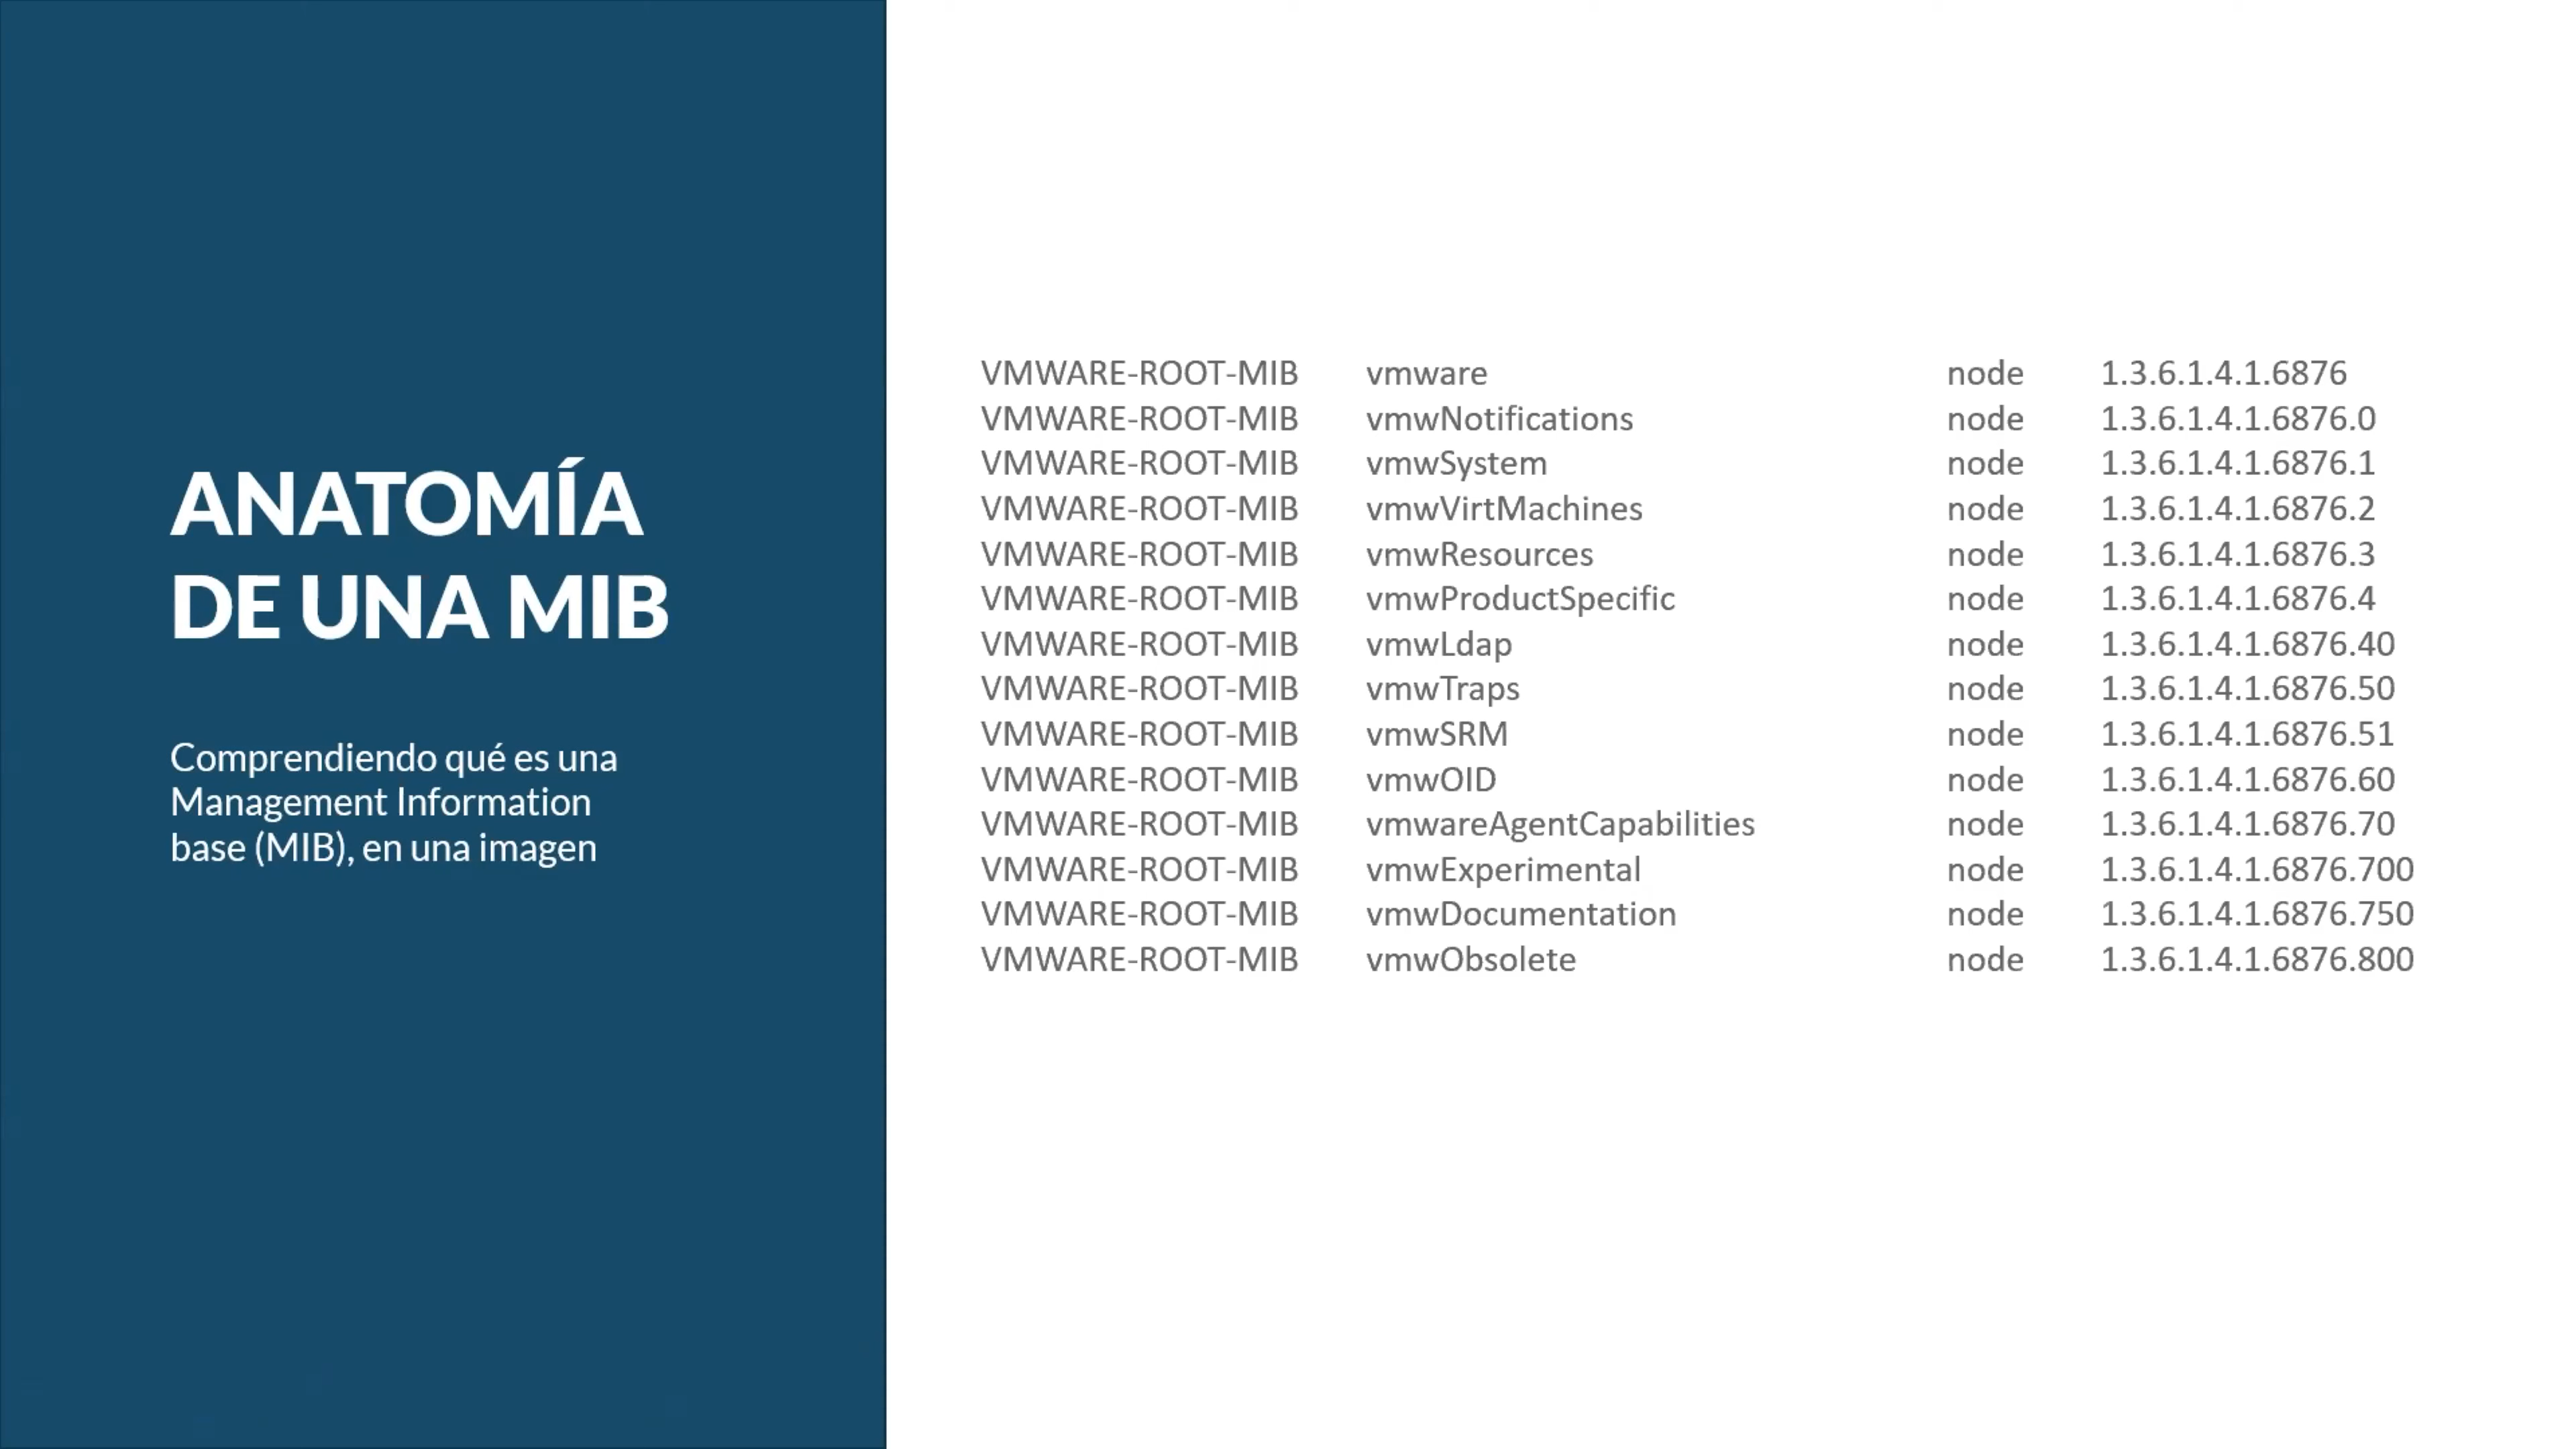 ANATOMÍA
DE UNA MIB
Comprendiendo qué es una
Management Information
base (MIB), en una imagen
VMWARE-ROOT-MIB vmware node 1.3.6.1.4.1.6876
VMWARE-ROOT-MIB vmwNotifications node 1.3.6.1.4.1.6876.0
VMWARE-ROOT-MIB vmwSystem node 1.3.6.1.4.1.6876.1
VMWARE-ROOT-MIB vmwVirtMachines node 1.3.6.1.4.1.6876.2
VMWARE-ROOT-MIB vmwResources node 1.3.6.1.4.1.6876.3
VMWARE-ROOT-MIB vmwProductSpecific node 1.3.6.1.4.1.6876.4
VMWARE-ROOT-MIB vmwLdap node 1.3.6.1.4.1.6876.40
VMWARE-ROOT-MIB vmwTraps node 1.3.6.1.4.1.6876.50
VMWARE-ROOT-MIB vmwSRM node 1.3.6.1.4.1.6876.51
VMWARE-ROOT-MIB vmwOID node 1.3.6.1.4.1.6876.60
VMWARE-ROOT-MIB vmwareAgentCapabilities node 1.3.6.1.4.1.6876.70
VMWARE-ROOT-MIB vmwExperimental node 1.3.6.1.4.1.6876.700
VMWARE-ROOT-MIB vmwDocumentation node 1.3.6.1.4.1.6876.750
VMWARE-ROOT-MIB vmwObsolete node 1.3.6.1.4.1.6876.800